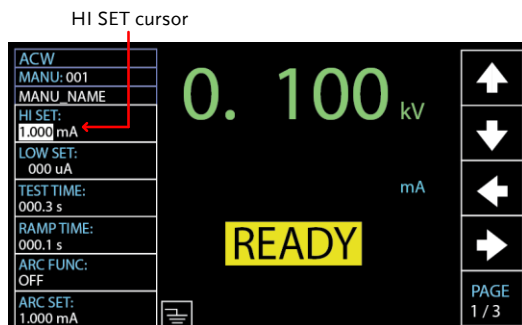 HI SET cursor
ACW
MANU: 001
MANU_NAME
HI SET:
1.000 mA
LOW SET:
000 uA
TEST TIME:
000.3 s
RAMP TIME:
000.1 s
ARC FUNC:
OFF
ARC SET:
1.000 mA
0. 100 kV
mA
READY
PAGE
1 / 3